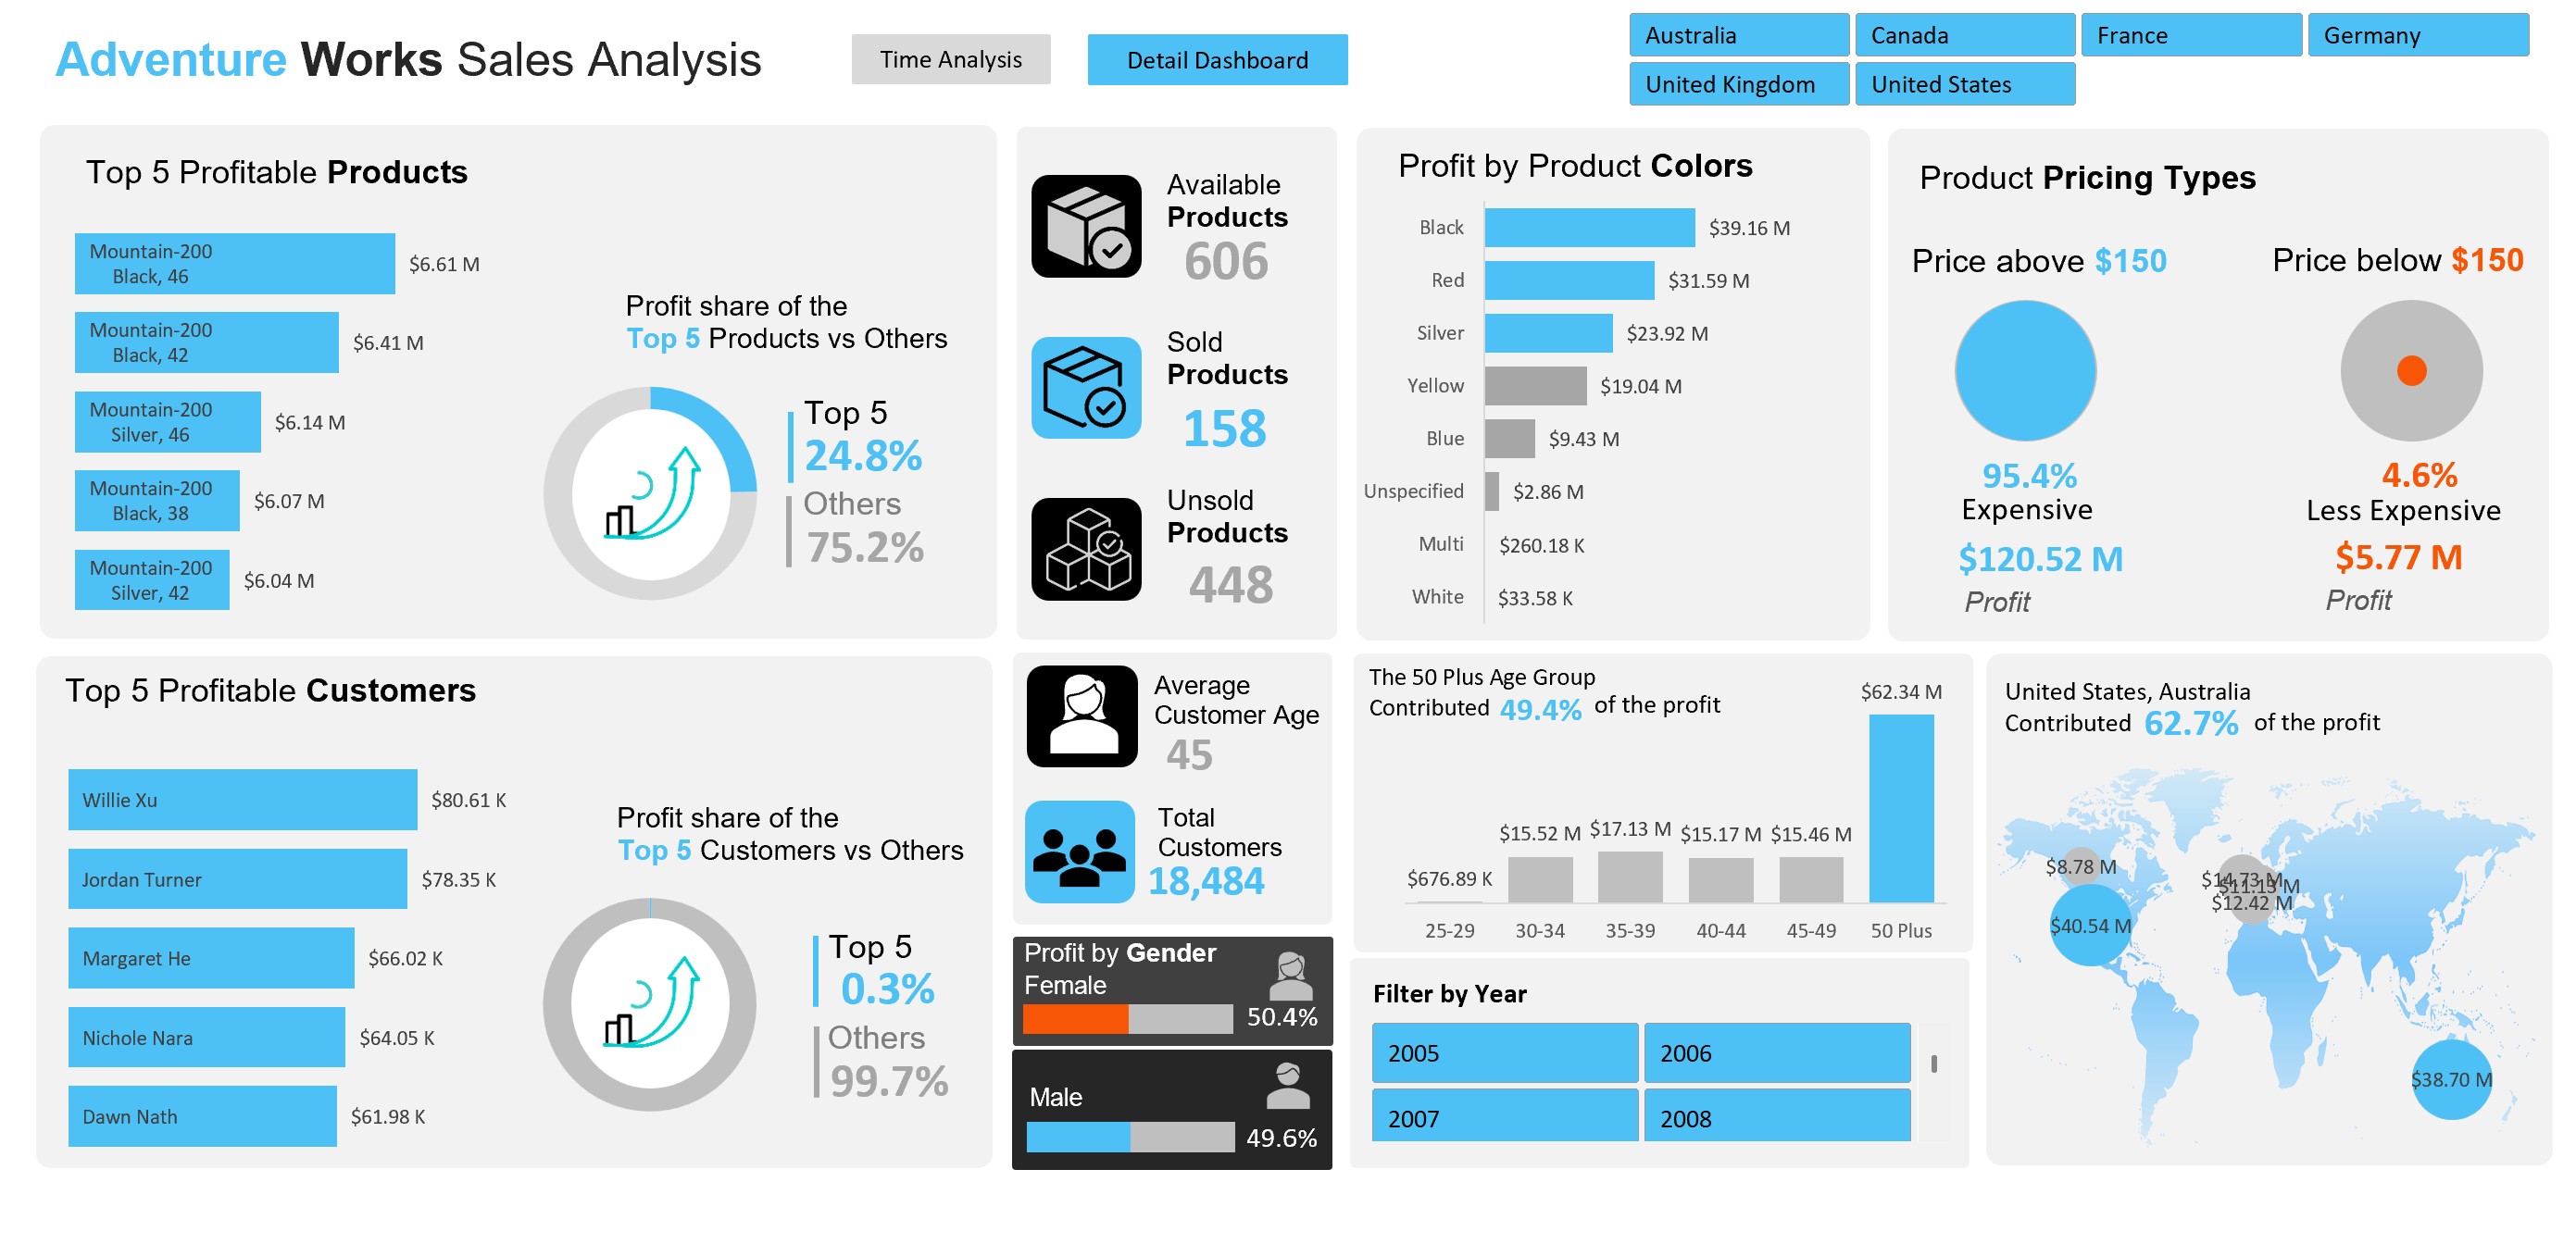 Adventure Works Sales Analysis
Time Analysis
Detail Dashboard
Australia
Canada
France
Germany
United Kingdom
United States
Top 5 Profitable Products
Mountain-200
Black, 46
$6.61 M
Mountain-200
Black, 42
$6.41 M
Mountain-200
Silver, 46
$6.14 M
Mountain-200
Black, 38
$6.07 M
Mountain-200
Silver, 42
$6.04 M
Profit share of the
Top 5 Products vs Others
Top 5
24.8%
Others
75.2%
Available
Products
606
Sold
Products
158
Unsold
Products
448
Profit by Product Colors
Black
$39.16 M
Red
$31.59 M
Silver
$23.92 M
Yellow
$19.04 M
Blue
$9.43 M
Unspecified
$2.86 M
Multi
$260.18 K
White
$33.58 K
Product Pricing Types
Price above $150
95.4%
Expensive
$120.52 M
Profit
Price below $150
4.6%
Less Expensive
$5.77 M
Profit
Top 5 Profitable Customers
Willie Xu
$80.61 K
Jordan Turner
$78.35 K
Margaret He
$66.02 K
Nichole Nara
$64.05 K
Dawn Nath
$61.98 K
Profit share of the
Top 5 Customers vs Others
Top 5
0.3%
Others
99.7%
Average
Customer Age
45
Total
Customers
18,484
Profit by Gender
Female
50.4%
Male
49.6%
The 50 Plus Age Group
Contributed 49.4% of the profit
$676.89 K
$15.52 M
$17.13 M
$15.17 M
$15.46 M
$62.34 M
25-29
30-34
35-39
40-44
45-49
50 Plus
Filter by Year
2005
2006
2007
2008
United States, Australia
Contributed 62.7% of the profit
$8.78 M
$40.54 M
$14.73 M
$11.13 M
$12.42 M
$38.70 M